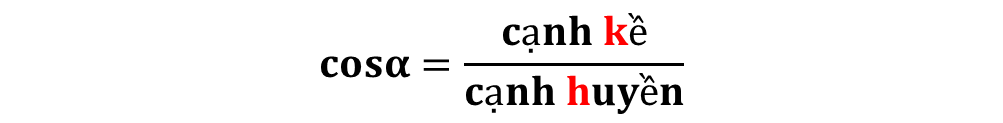 cosα = cạnh kề / cạnh huyền